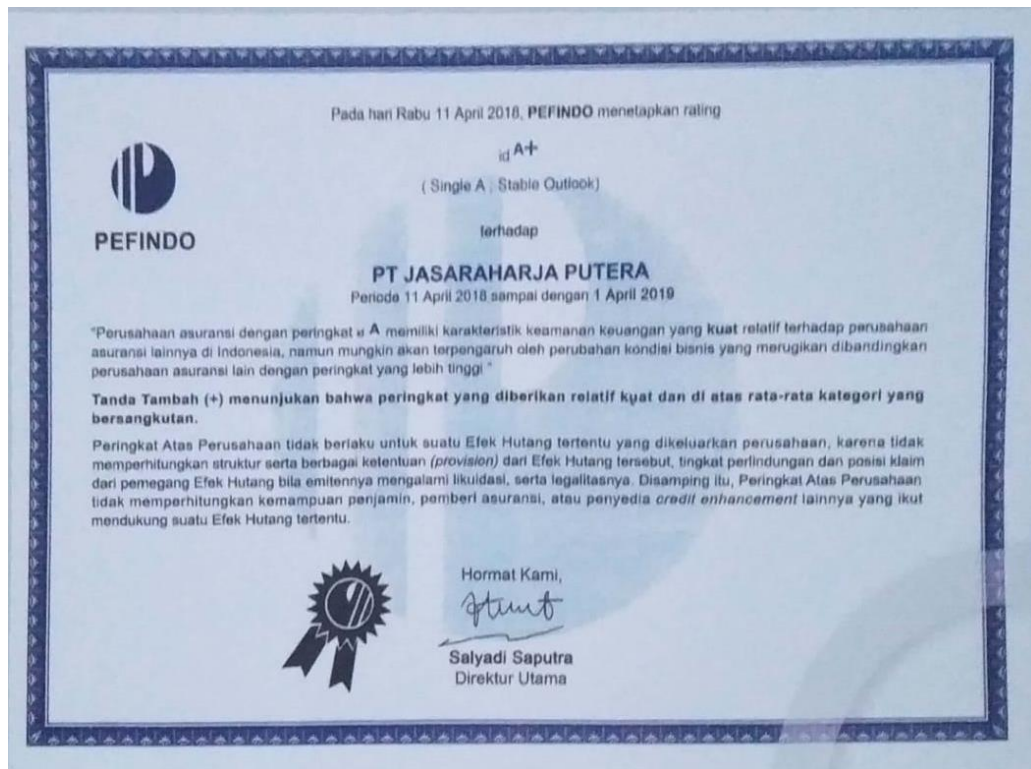 Pada hari Rabu 11 April 2018, PEFINDO menetapkan rating
id A+
( Single A ; Stable Outlook)
terhadap
PEFINDO
PT JASARAHARJA PUTERA
Periode 11 April 2018 sampai dengan 1 April 2019
"Perusahaan asuransi dengan peringkat id A memiliki karakteristik keamanan keuangan yang kuat relatif terhadap perusahaan
asuransi lainnya di Indonesia, namun mungkin akan terpengaruh oleh perubahan kondisi bisnis yang merugikan dibandingkan
perusahaan asuransi lain dengan peringkat yang lebih tinggi "
Tanda Tambah (+) menunjukan bahwa peringkat yang diberikan relatif kuat dan di atas rata-rata kategori yang
bersangkutan.
Peringkat Atas Perusahaan tidak berlaku untuk suatu Efek Hutang tertentu yang dikeluarkan perusahaan, karena tidak
memperhitungkan struktur serta berbagai ketentuan (provision) dari Efek Hutang tersebut, tingkat perlindungan dan posisi klaim
dari pemegang Efek Hutang bila emitennya mengalami likuidasi, serta legalitasnya. Disamping itu, Peringkat Atas Perusahaan
tidak memperhitungkan kemampuan penjamin, pemberi asuransi, atau penyedia credit enhancement lainnya yang ikut
mendukung suatu Efek Hutang tertentu.
Hormat Kami,
Salyadi Saputra
Direktur Utama